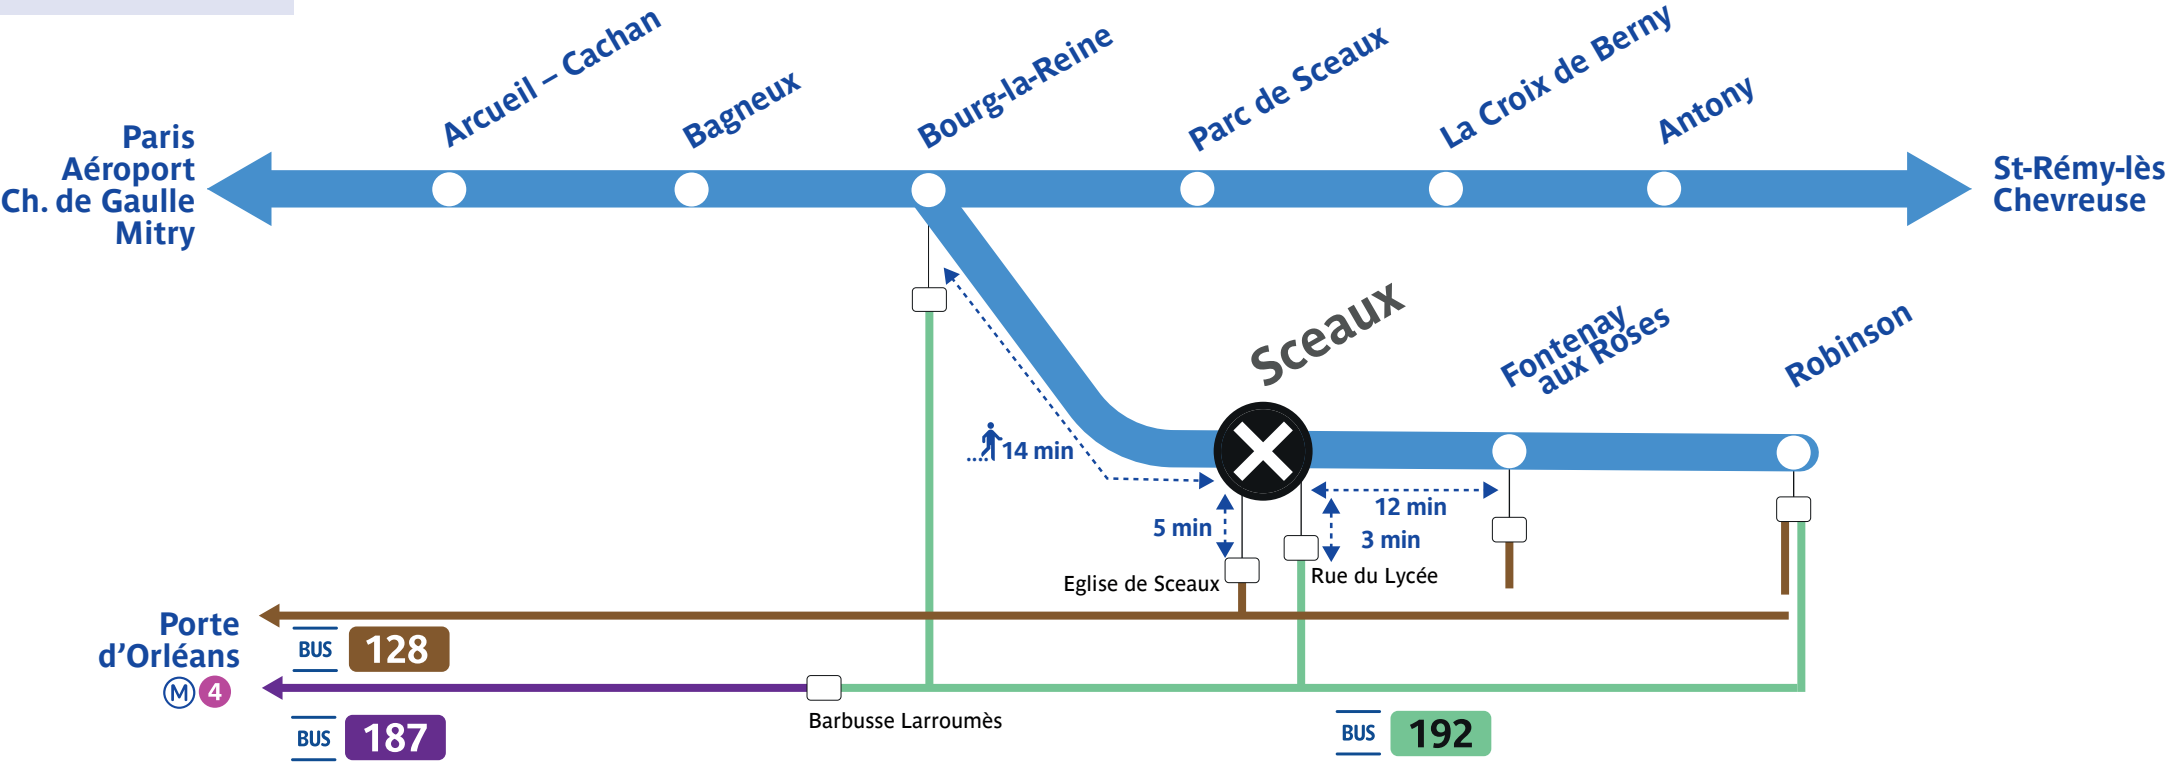 Arcueil – Cachan
Bagneux
Bourg-la-Reine
Parc de Sceaux
La Croix de Berny
Antony
Paris
Aéroport
Ch. de Gaulle
Mitry
St-Rémy-lès
Chevreuse
Sceaux
Fontenay
aux Roses
Robinson
14 min
12 min
5 min
3 min
Eglise de Sceaux
Rue du Lycée
Porte
d'Orléans
M 4
BUS 128
BUS 187
Barbusse Larroumès
BUS 192